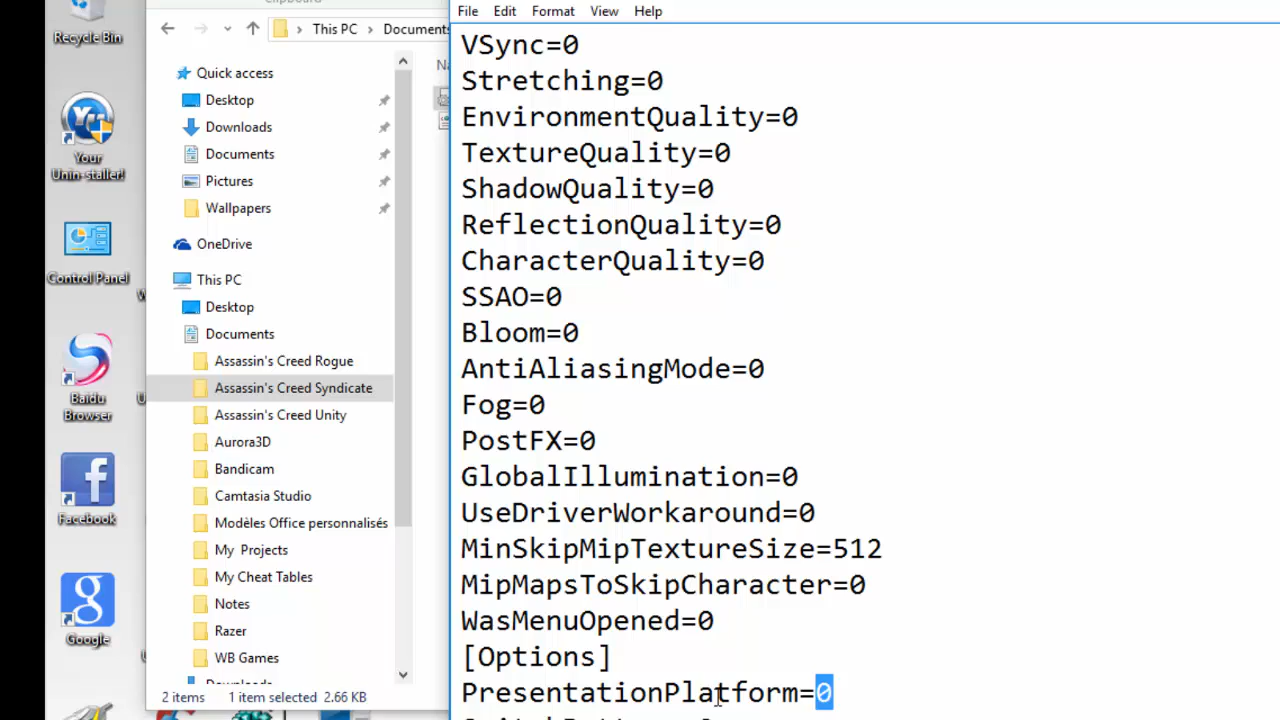 Clipboard
File Edit Format View Help
Recycle Bin
This PC > Documents
VSync=0
Quick access
Stretching=0
Desktop
EnvironmentQuality=0
Downloads
Documents
TextureQuality=0
Your
Unin-staller!
Pictures
ShadowQuality=0
Wallpapers
ReflectionQuality=0
OneDrive
CharacterQuality=0
Control Panel
This PC
SSAO=0
Desktop
Documents
Bloom=0
Assassin's Creed Rogue
AntiAliasingMode=0
Assassin's Creed Syndicate
Baidu
Browser
Assassin's Creed Unity
Fog=0
Aurora3D
PostFX=0
Bandicam
GlobalIllumination=0
Camtasia Studio
Facebook
Modèles Office personnalisés
UseDriverWorkaround=0
My Projects
MinSkipMipTextureSize=512
My Cheat Tables
MipMapsToSkipCharacter=0
Notes
WasMenuOpened=0
Google
Razer
WB Games
[Options]
Downloads
2 items 1 item selected 2.66 KB
PresentationPlatform=0